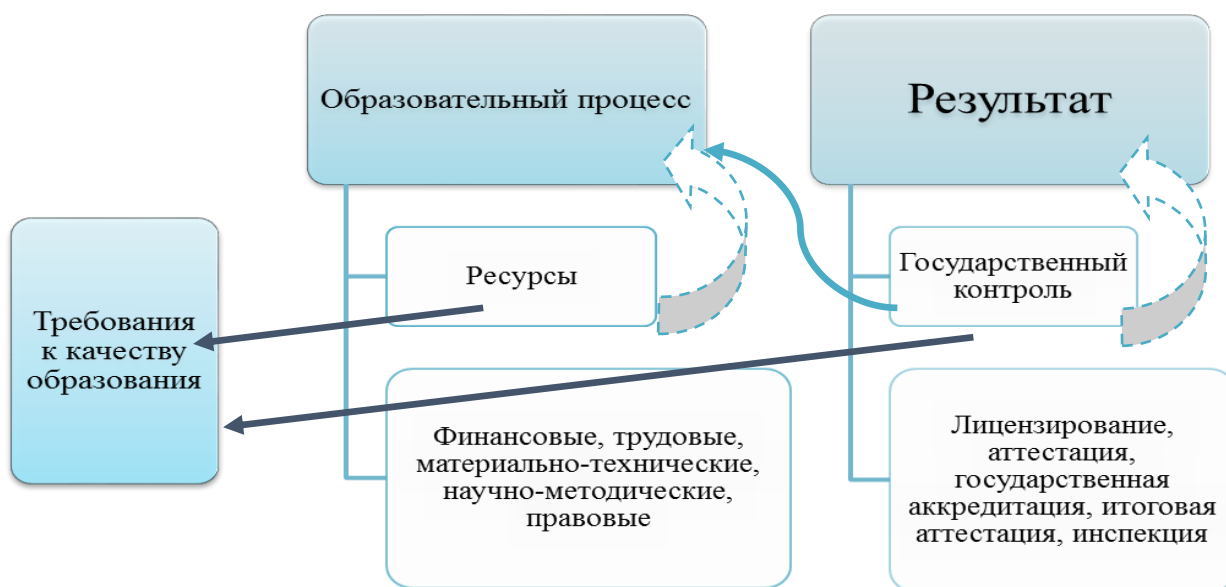 Образовательный процесс
Результат
Ресурсы
Государственный
контроль
Требования
к качеству
образования
Финансовые, трудовые,
материально-технические,
научно-методические,
правовые
Лицензирование,
аттестация,
государственная
аккредитация, итоговая
аттестация, инспекция